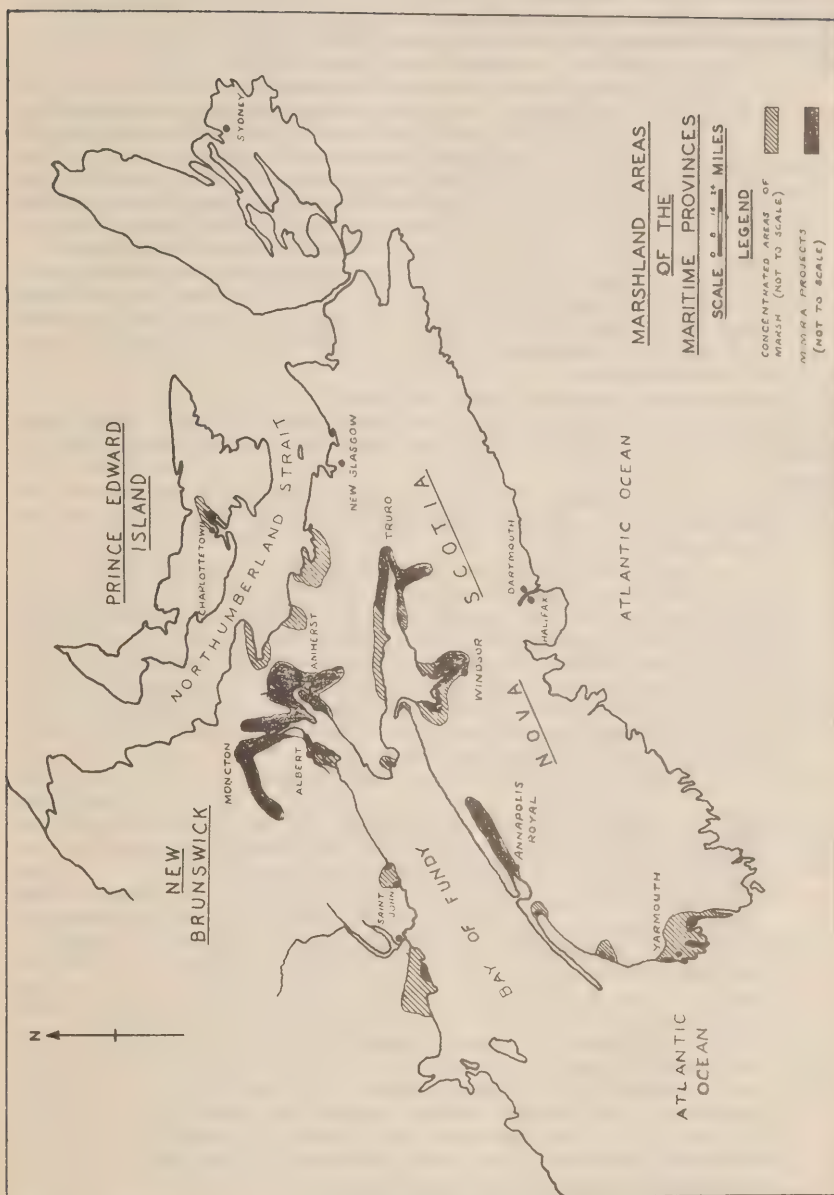 N
NEW
BRUNSWICK
PRINCE EDWARD
ISLAND
CHARLOTTETOWN
NORTHUMBERLAND STRAIT
SYDNEY
MONCTON
ALBERT
AMHERST
NEW GLASGOW
TRURO
SAINT
JOHN
BAY OF FUNDY
NOVA SCOTIA
WINDSOR
DARTMOUTH
HALIFAX
ANNAPOLIS
ROYAL
YARMOUTH
ATLANTIC
OCEAN
ATLANTIC OCEAN
MARSHLAND AREAS
OF THE
MARITIME PROVINCES
SCALE MILES
LEGEND
CONCENTRATED AREAS OF
MARSH (NOT TO SCALE)
M.M.R.A PROJECTS
(NOT TO SCALE)